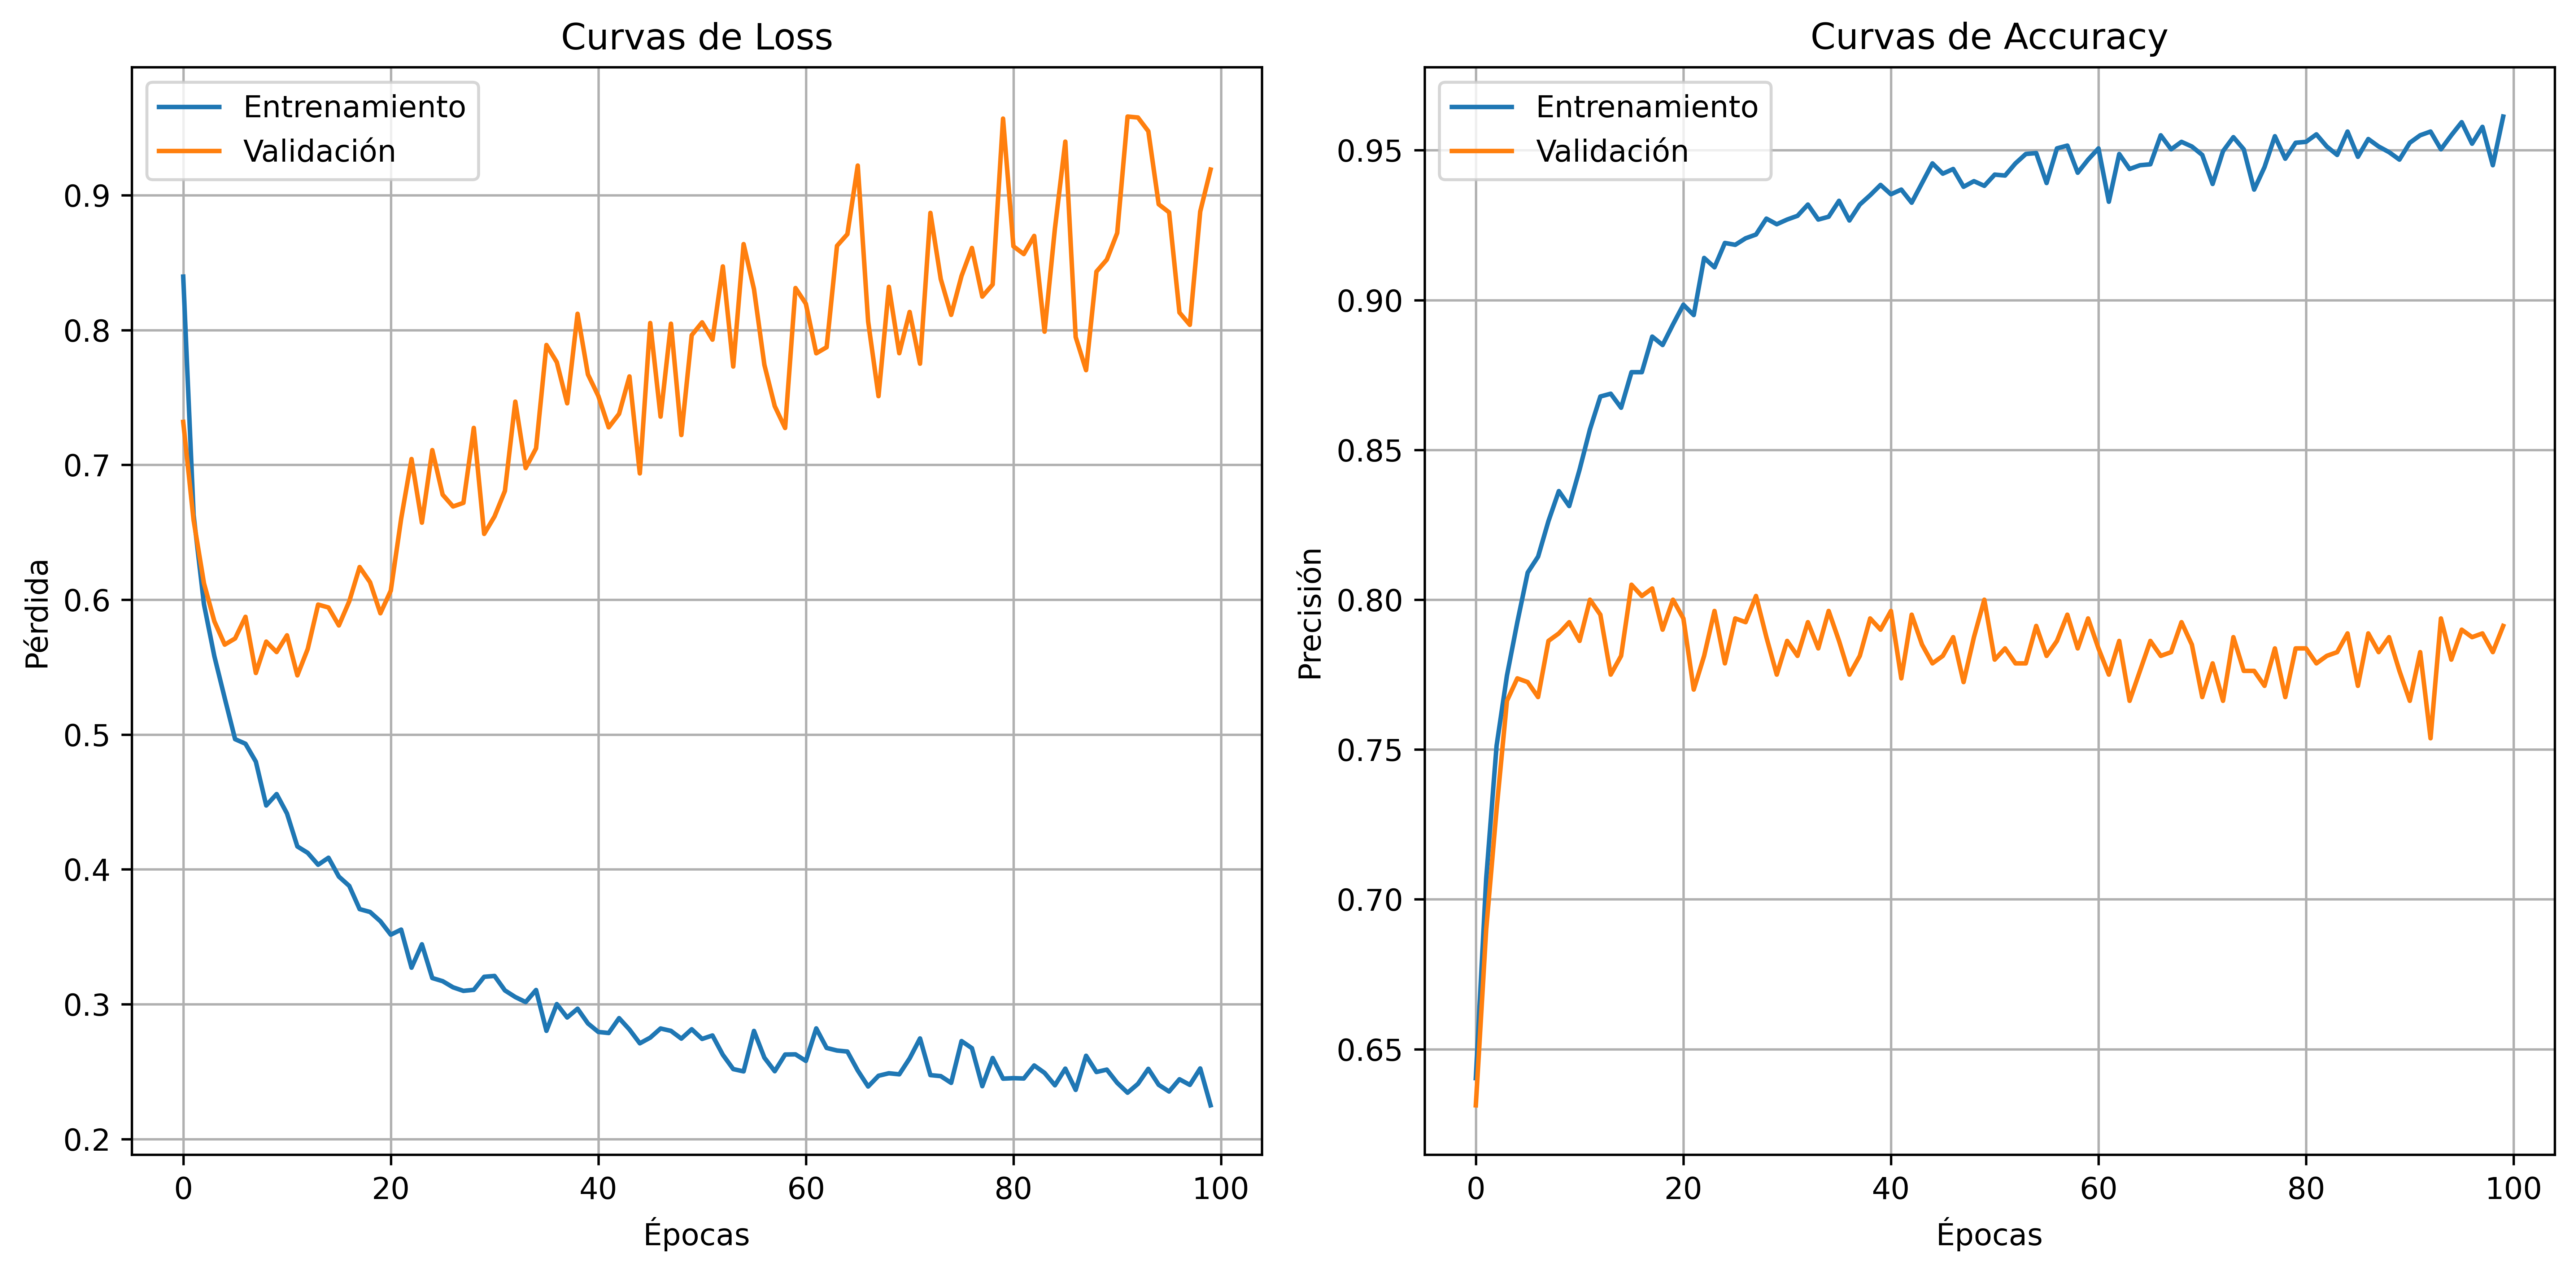 Curvas de Loss
Entrenamiento
Validación
Pérdida
0.9
0.8
0.7
0.6
0.5
0.4
0.3
0.2
0 20 40 60 80 100
Épocas
Curvas de Accuracy
Entrenamiento
Validación
Precisión
0.95
0.90
0.85
0.80
0.75
0.70
0.65
0 20 40 60 80 100
Épocas